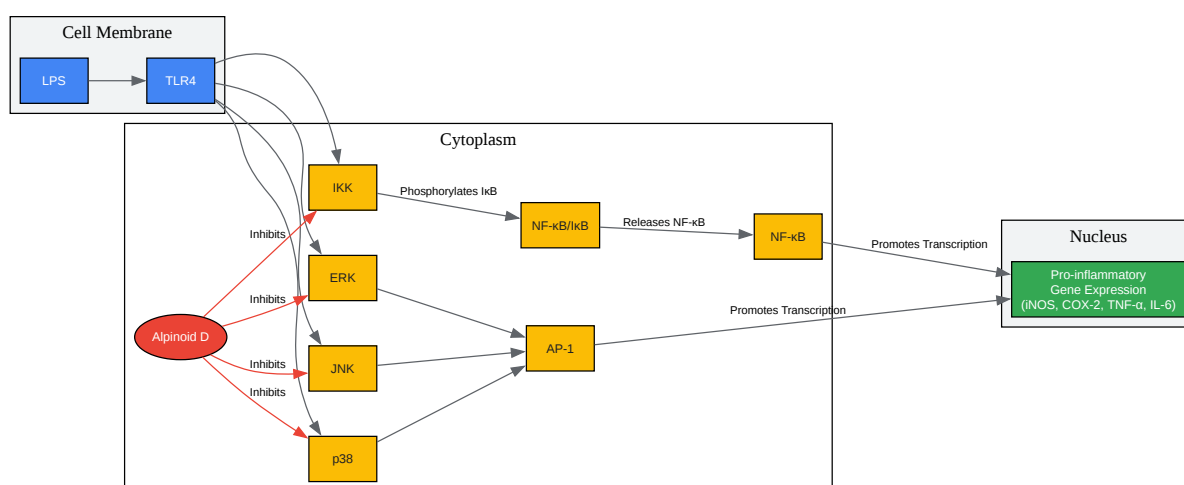 Cell Membrane
LPS
TLR4
Cytoplasm
IKK
Phosphorylates IκB
NF-κB/IκB
Releases NF-κB
NF-κB
Promotes Transcription
Nucleus
Pro-inflammatory
Gene Expression
(iNOS, COX-2, TNF-α, IL-6)
Inhibits
ERK
Inhibits
Promotes Transcription
Alpinoid D
AP-1
Inhibits
JNK
Inhibits
p38